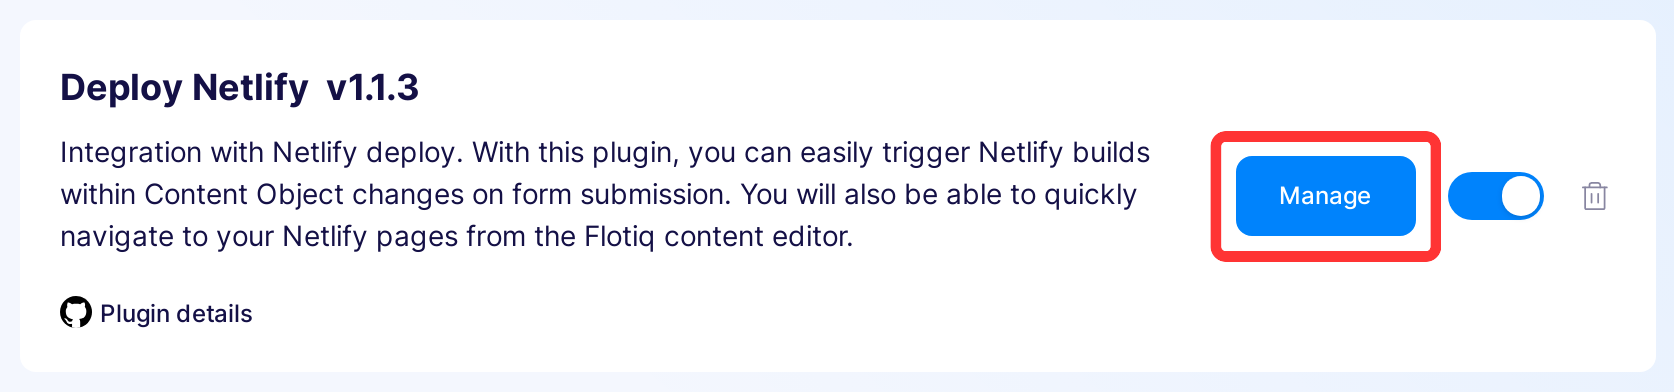 Deploy Netlify v1.1.3
Integration with Netlify deploy. With this plugin, you can easily trigger Netlify builds
within Content Object changes on form submission. You will also be able to quickly
navigate to your Netlify pages from the Flotiq content editor.
Manage
Plugin details